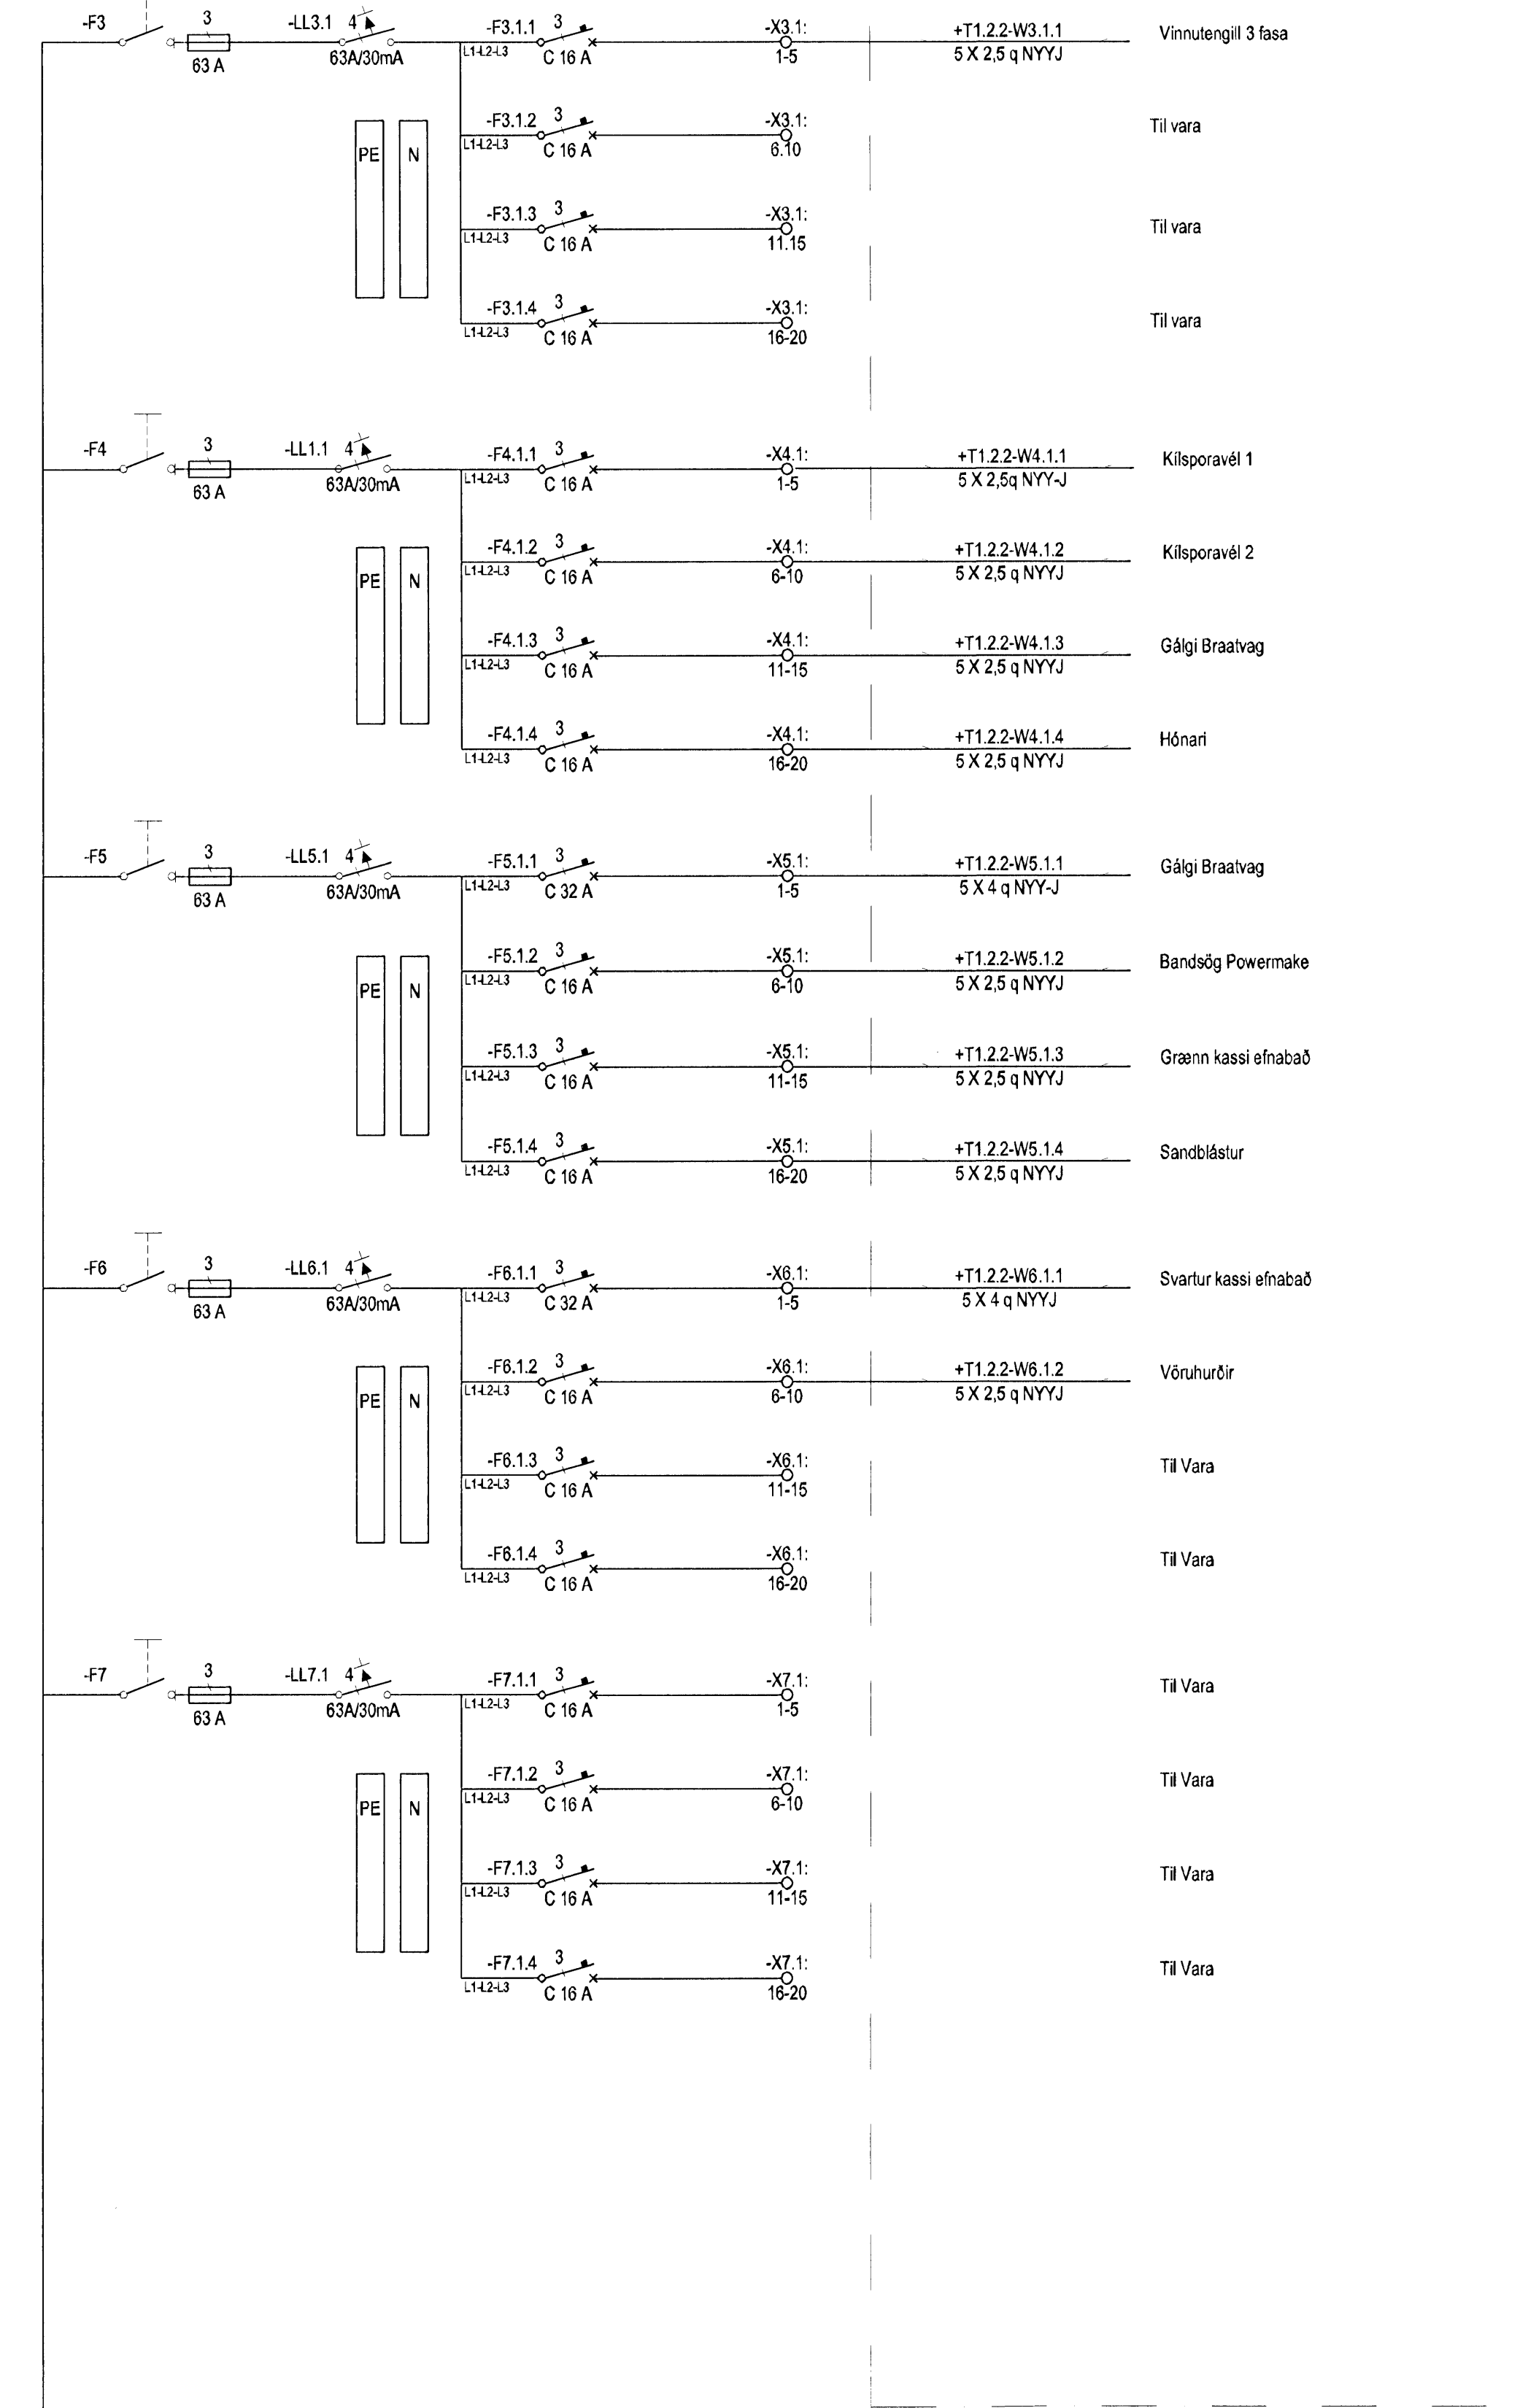 -F3 3 -LL3.1 4 -F3.1.1 3 -X3.1: +T1.2.2-W3.1.1 Vinnutengill 3 fasa
63 A 63A/30mA L1-L2-L3 C 16 A 1-5 5 X 2,5 q NYYJ
-F3.1.2 3 -X3.1: Til vara
PE N L1-L2-L3 C 16 A 6.10
-F3.1.3 3 -X3.1: Til vara
L1-L2-L3 C 16 A 11.15
-F3.1.4 3 -X3.1: Til vara
L1-L2-L3 C 16 A 16-20
-F4 3 -LL1.1 4 -F4.1.1 3 -X4.1: +T1.2.2-W4.1.1 Kílsporavél 1
63 A 63A/30mA L1-L2-L3 C 16 A 1-5 5 X 2,5q NYY-J
-F4.1.2 3 -X4.1: +T1.2.2-W4.1.2 Kílsporavél 2
PE N L1-L2-L3 C 16 A 6-10 5 X 2,5 q NYYJ
-F4.1.3 3 -X4.1: +T1.2.2-W4.1.3 Gálgi Braatvag
L1-L2-L3 C 16 A 11-15 5 X 2,5 q NYYJ
-F4.1.4 3 -X4.1: +T1.2.2-W4.1.4 Hónari
L1-L2-L3 C 16 A 16-20 5 X 2,5 q NYYJ
-F5 3 -LL5.1 4 -F5.1.1 3 -X5.1: +T1.2.2-W5.1.1 Gálgi Braatvag
63 A 63A/30mA L1-L2-L3 C 32 A 1-5 5 X 4 q NYY-J
-F5.1.2 3 -X5.1: +T1.2.2-W5.1.2 Bandsög Powermake
PE N L1-L2-L3 C 16 A 6-10 5 X 2,5 q NYYJ
-F5.1.3 3 -X5.1: +T1.2.2-W5.1.3 Grænn kassi efnabað
L1-L2-L3 C 16 A 11-15 5 X 2,5 q NYYJ
-F5.1.4 3 -X5.1: +T1.2.2-W5.1.4 Sandblástur
L1-L2-L3 C 16 A 16-20 5 X 2,5 q NYYJ
-F6 3 -LL6.1 4 -F6.1.1 3 -X6.1: +T1.2.2-W6.1.1 Svartur kassi efnabað
63 A 63A/30mA L1-L2-L3 C 32 A 1-5 5 X 4 q NYYJ
-F6.1.2 3 -X6.1: +T1.2.2-W6.1.2 Vöruhurðir
PE N L1-L2-L3 C 16 A 6-10 5 X 2,5 q NYYJ
-F6.1.3 3 -X6.1: Til Vara
L1-L2-L3 C 16 A 11-15
-F6.1.4 3 -X6.1: Til Vara
L1-L2-L3 C 16 A 16-20
-F7 3 -LL7.1 4 -F7.1.1 3 -X7.1: Til Vara
63 A 63A/30mA L1-L2-L3 C 16 A 1-5
-F7.1.2 3 -X7.1: Til Vara
PE N L1-L2-L3 C 16 A 6-10
-F7.1.3 3 -X7.1: Til Vara
L1-L2-L3 C 16 A 11-15
-F7.1.4 3 -X7.1: Til Vara
L1-L2-L3 C 16 A 16-20